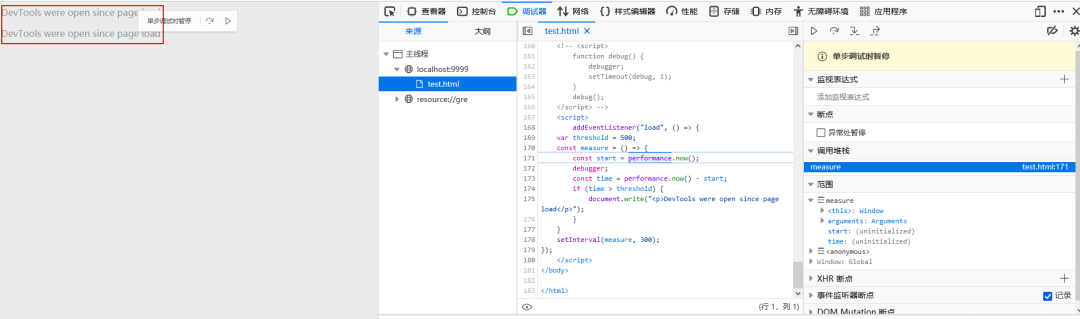 DevTools were open since page load
DevTools were open since page load
单步调试时暂停
查看器 控制台 调试器 网络 样式编辑器 性能 存储 内存 无障碍环境 应用程序
来源 大纲
主线程
localhost:9999
test.html
resource://gre
test.html
160 <!-- <script>
161 function debug() {
162 debugger;
163 setTimeout(debug, 1);
164 }
165 debug();
166 </script> -->
167 <script>
168 addEventListener("load", () => {
169 var threshold = 500;
170 const measure = () => {
171 const start = performance.now();
172 debugger;
173 const time = performance.now() - start;
174 if (time > threshold) {
175 document.write("<p>DevTools were open since page
load</p>");
176 }
177 }
178 setInterval(measure, 300);
179 });
180 </script>
181 </body>
182
183 </html>
(行 1, 列 1)
单步调试时暂停
监视表达式
添加监视表达式
断点
异常处暂停
调用堆栈
measure test.html:171
范围
measure
<this>: Window
arguments: Arguments
start: (uninitialized)
time: (uninitialized)
<anonymous>
Window: Global
XHR 断点
事件监听器断点 记录
DOM Mutation 断点